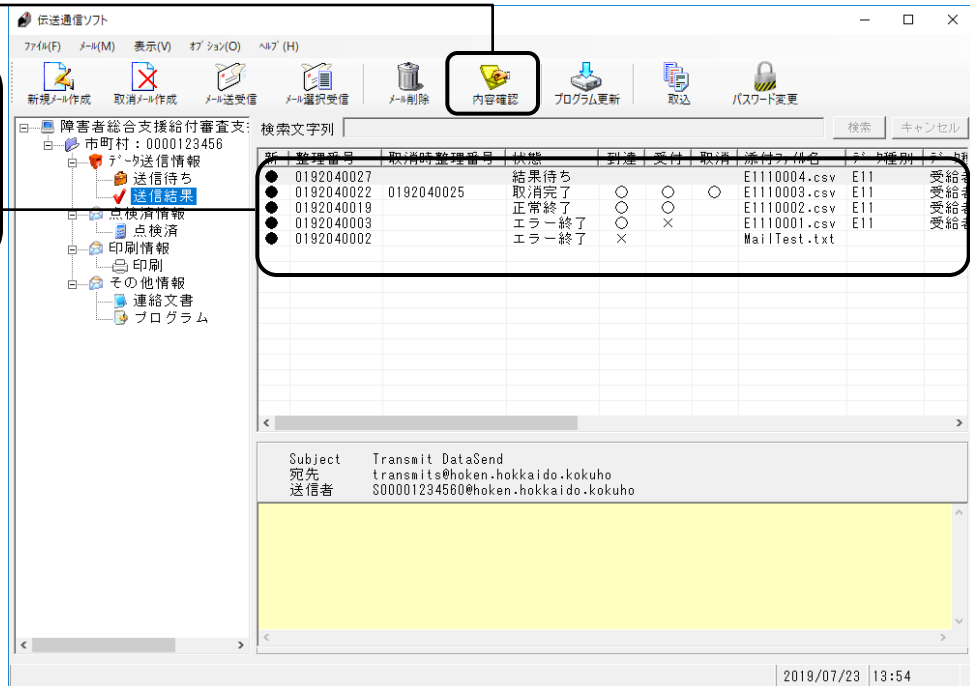 伝送通信ソフト
ﾌｧｲﾙ(F) ﾒｰﾙ(M) 表示(V) ｵﾌﾟｼｮﾝ(O) ﾍﾙﾌﾟ(H)
新規ﾒｰﾙ作成 取消ﾒｰﾙ作成 ﾒｰﾙ送受信 ﾒｰﾙ選択受信 ﾒｰﾙ削除 内容確認 ﾌﾟﾛｸﾞﾗﾑ更新 取込 ﾊﾟｽﾜｰﾄﾞ変更
障害者総合支援給付審査支
市町村：0000123456
ﾃﾞｰﾀ送信情報
送信待ち
送信結果
点検済情報
点検済
印刷情報
印刷
その他情報
連絡文書
プログラム
検索文字列 検索 キャンセル
新 整理番号 取消時整理番号 状態 到達 受付 取消 添付ﾌｧｲﾙ名 ﾃﾞｰﾀ種別 ﾃﾞｰﾀ種
● 0192040027 結果待ち E1110004.csv E11 受給者
● 0192040022 0192040025 取消完了 ○ ○ ○ E1110003.csv E11 受給者
● 0192040019 正常終了 ○ ○ E1110002.csv E11 受給者
● 0192040003 エラー終了 ○ × E1110001.csv E11 受給者
● 0192040002 エラー終了 × MailTest.txt
Subject Transmit DataSend
宛先 transmits@hoken.hokkaido.kokuho
送信者 S00001234560@hoken.hokkaido.kokuho
2019/07/23 13:54